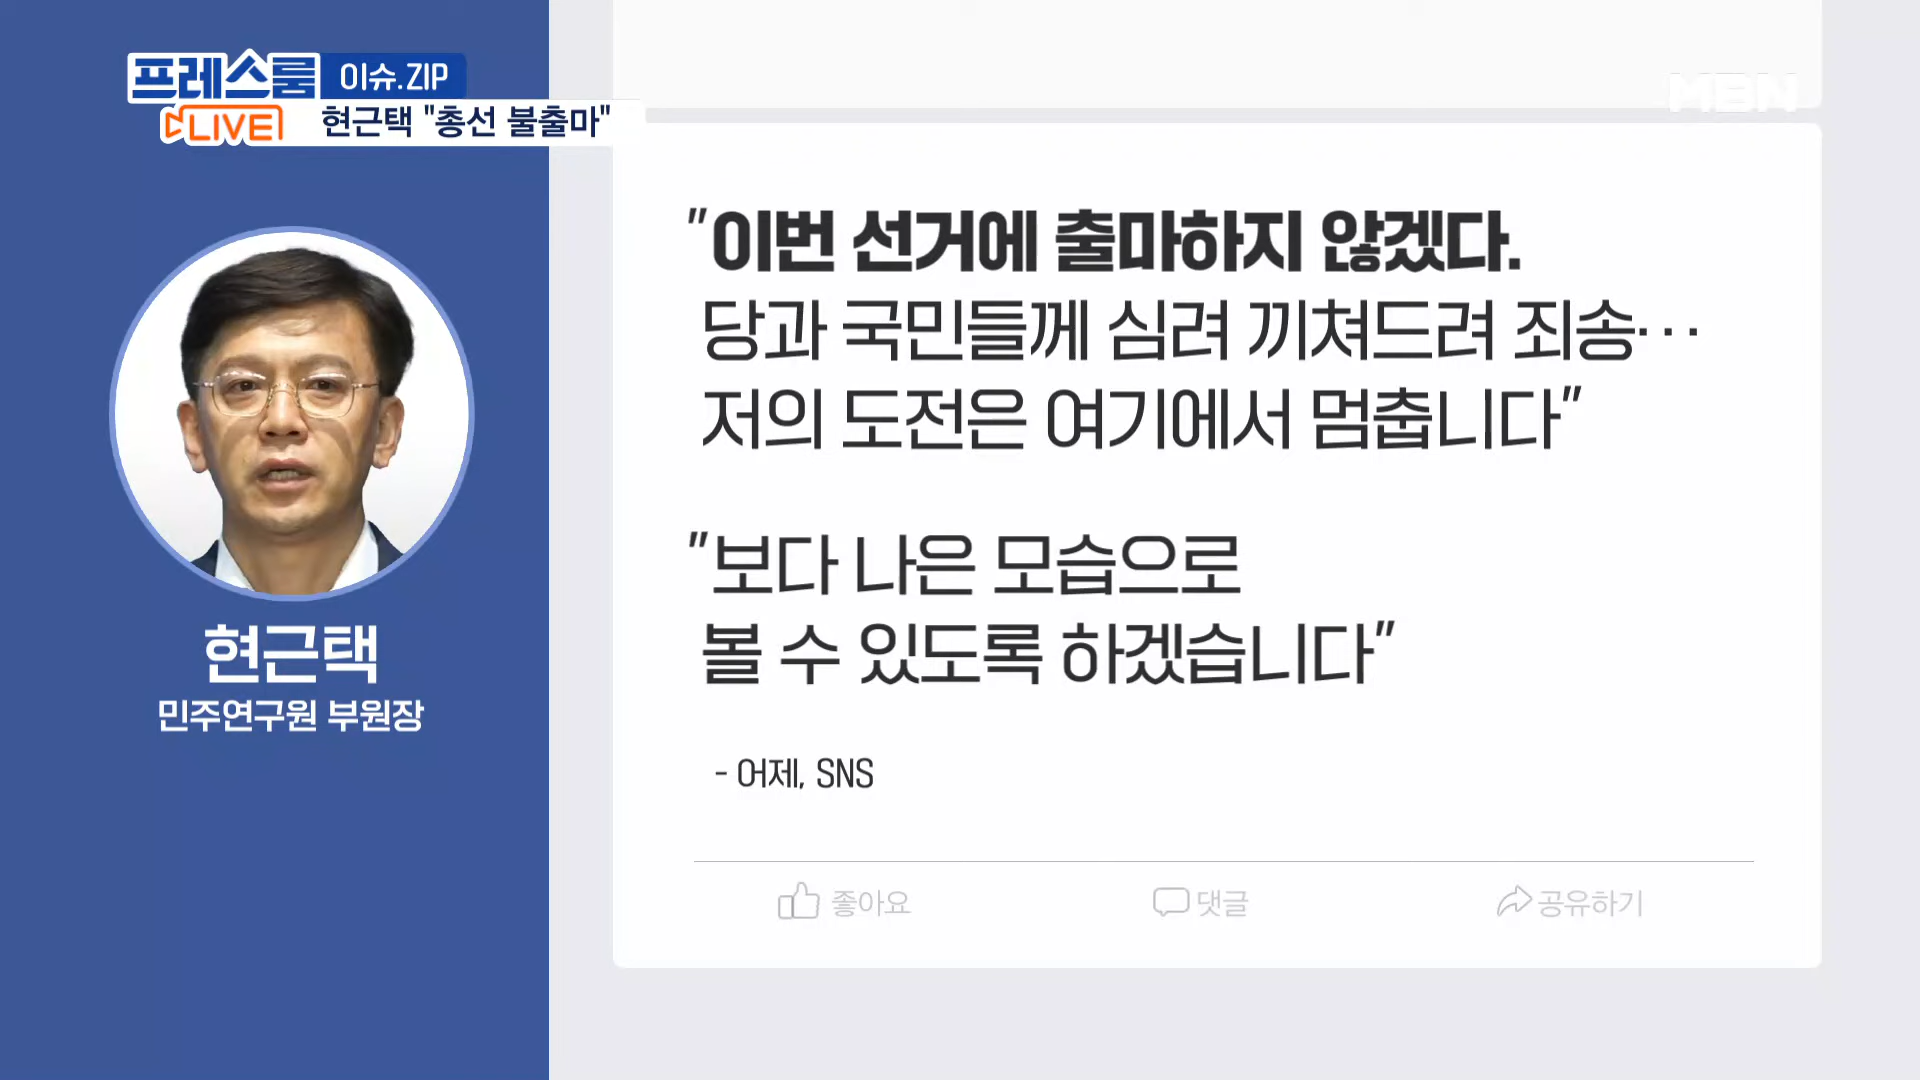 프레스룸 이슈.ZIP
LIVE 현근택 "총선 불출마"
MBN
"이번 선거에 출마하지 않겠다.
당과 국민들께 심려 끼쳐드려 죄송…
저의 도전은 여기에서 멈춥니다"
"보다 나은 모습으로
볼 수 있도록 하겠습니다"
- 어제, SNS
좋아요 댓글 공유하기
현근택
민주연구원 부원장